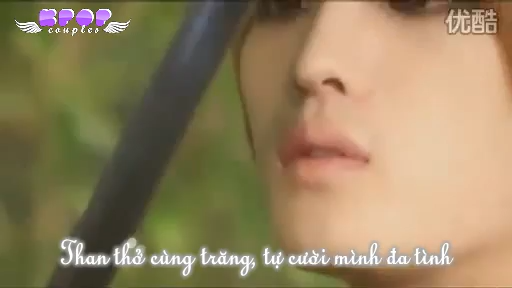 KPOP
couples
优酷
Than thở cùng trăng, tự cười mình đa tình